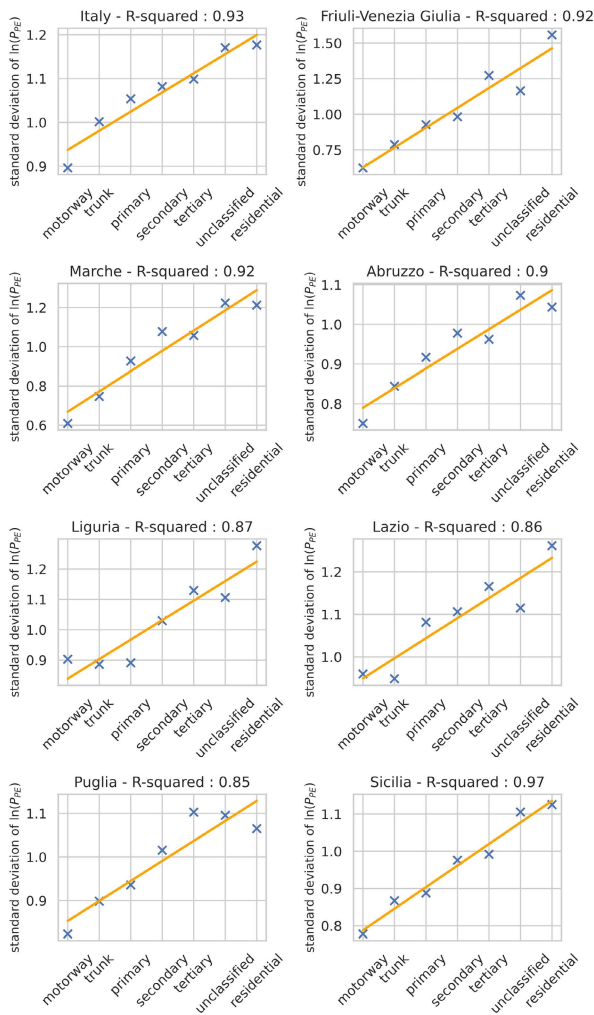 Italy - R-squared : 0.93
standard deviation of ln(P_PE)
1.2
1.1
1.0
0.9
motorway
trunk
primary
secondary
tertiary
unclassified
residential
Friuli-Venezia Giulia - R-squared : 0.92
standard deviation of ln(P_PE)
1.50
1.25
1.00
0.75
motorway
trunk
primary
secondary
tertiary
unclassified
residential
Marche - R-squared : 0.92
standard deviation of ln(P_PE)
1.2
1.0
0.8
0.6
motorway
trunk
primary
secondary
tertiary
unclassified
residential
Abruzzo - R-squared : 0.9
standard deviation of ln(P_PE)
1.1
1.0
0.9
0.8
motorway
trunk
primary
secondary
tertiary
unclassified
residential
Liguria - R-squared : 0.87
standard deviation of ln(P_PE)
1.2
1.1
1.0
0.9
motorway
trunk
primary
secondary
tertiary
unclassified
residential
Lazio - R-squared : 0.86
standard deviation of ln(P_PE)
1.2
1.1
1.0
motorway
trunk
primary
secondary
tertiary
unclassified
residential
Puglia - R-squared : 0.85
standard deviation of ln(P_PE)
1.1
1.0
0.9
motorway
trunk
primary
secondary
tertiary
unclassified
residential
Sicilia - R-squared : 0.97
standard deviation of ln(P_PE)
1.1
1.0
0.9
0.8
motorway
trunk
primary
secondary
tertiary
unclassified
residential